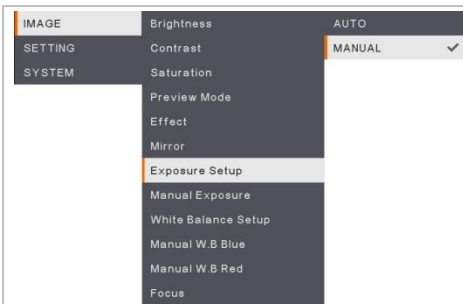 IMAGE
SETTING
SYSTEM
Brightness
Contrast
Saturation
Preview Mode
Effect
Mirror
Exposure Setup
Manual Exposure
White Balance Setup
Manual W.B Blue
Manual W.B Red
Focus
AUTO
MANUAL ✓